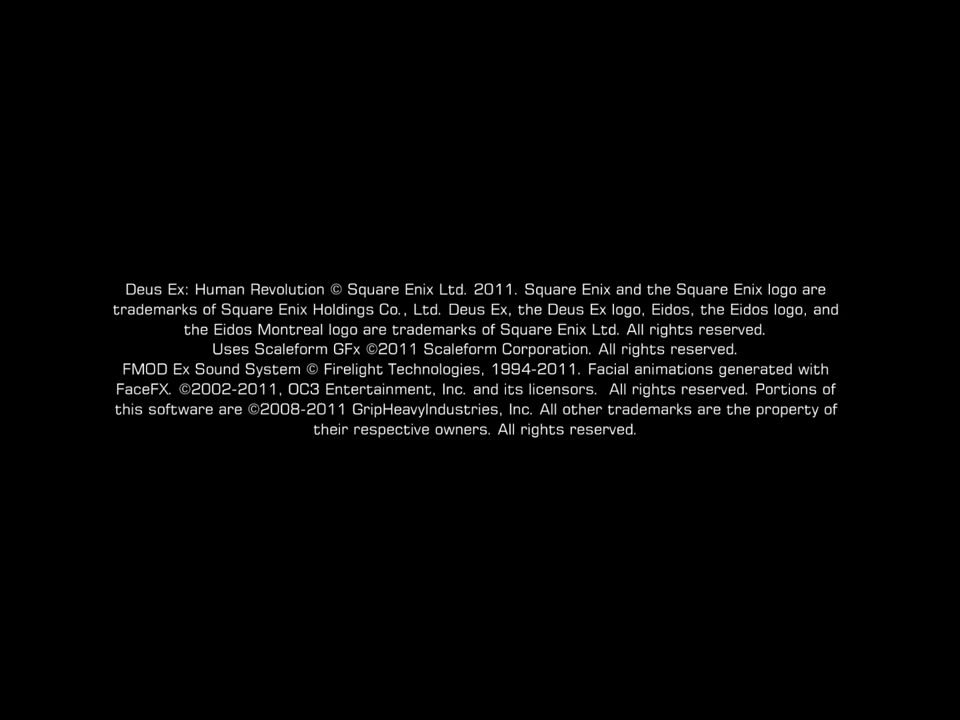 Deus Ex: Human Revolution © Square Enix Ltd. 2011. Square Enix and the Square Enix logo are
trademarks of Square Enix Holdings Co., Ltd. Deus Ex, the Deus Ex logo, Eidos, the Eidos logo, and
the Eidos Montreal logo are trademarks of Square Enix Ltd. All rights reserved.
Uses Scaleform GFx ©2011 Scaleform Corporation. All rights reserved.
FMOD Ex Sound System © Firelight Technologies, 1994-2011. Facial animations generated with
FaceFX. ©2002-2011, OC3 Entertainment, Inc. and its licensors.  All rights reserved. Portions of
this software are ©2008-2011 GripHeavyIndustries, Inc. All other trademarks are the property of
their respective owners. All rights reserved.